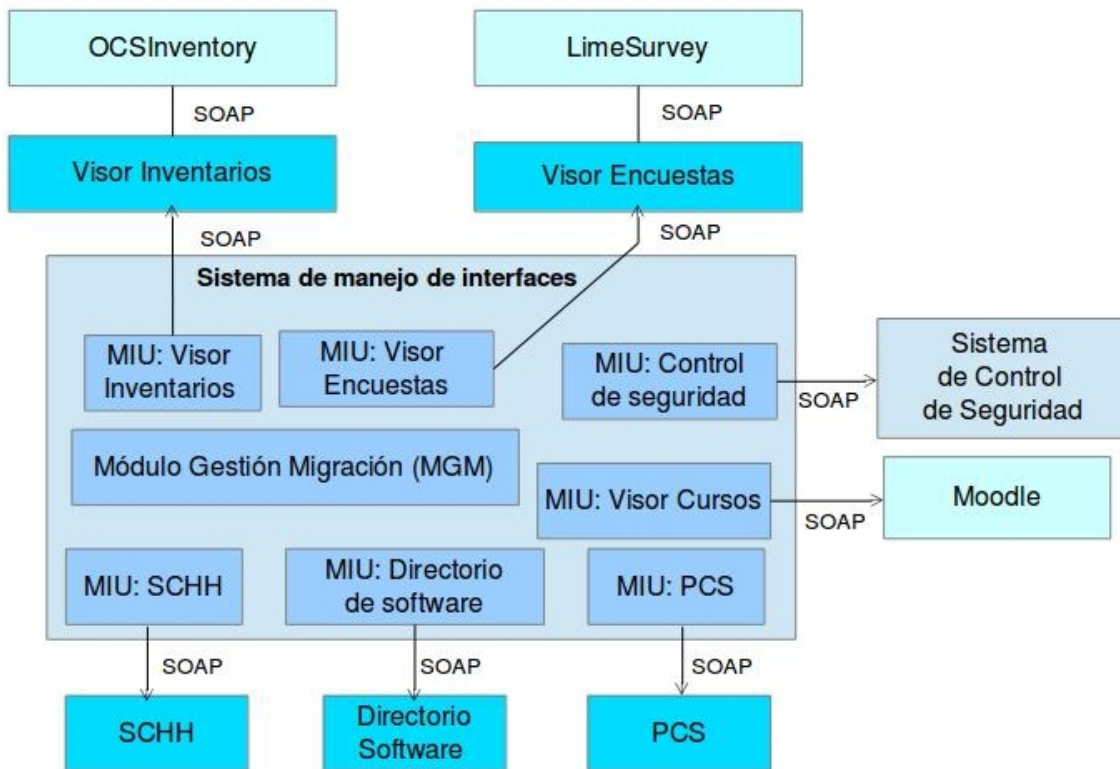 OCSInventory
LimeSurvey
SOAP
SOAP
Visor Inventarios
Visor Encuestas
SOAP
SOAP
Sistema de manejo de interfaces
MIU: Visor
Inventarios
MIU: Visor
Encuestas
MIU: Control
de seguridad
SOAP
Sistema
de Control
de Seguridad
Módulo Gestión Migración (MGM)
MIU: Visor Cursos
SOAP
Moodle
MIU: SCHH
MIU: Directorio
de software
MIU: PCS
SOAP
SOAP
SOAP
SCHH
Directorio
Software
PCS